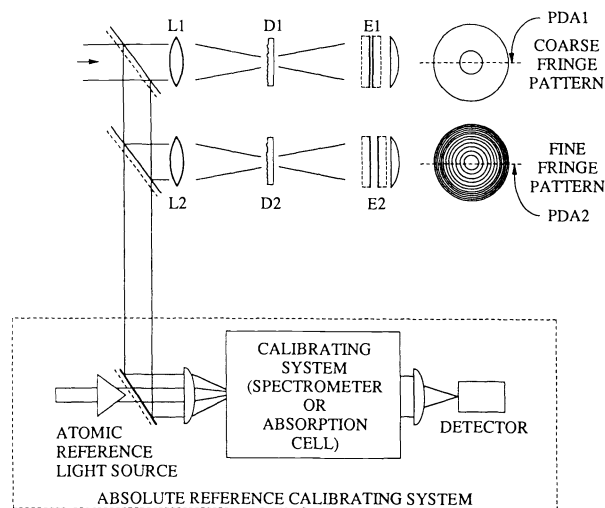 L1
D1
E1
PDA1
COARSE
FRINGE
PATTERN
L2
D2
E2
FINE
FRINGE
PATTERN
PDA2
CALIBRATING
SYSTEM
(SPECTROMETER
OR
ABSORPTION
CELL)
DETECTOR
ATOMIC
REFERENCE
LIGHT SOURCE
ABSOLUTE REFERENCE CALIBRATING SYSTEM